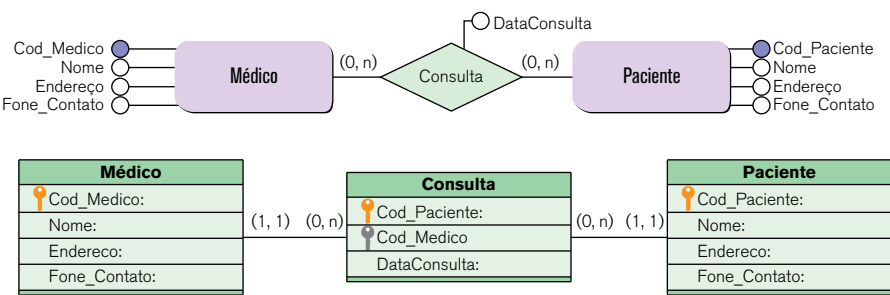 DataConsulta
Cod_Medico
Nome
Endereço
Fone_Contato
Médico
(0, n)
Consulta
(0, n)
Paciente
Cod_Paciente
Nome
Endereço
Fone_Contato
Médico
Cod_Medico:
Nome:
Endereco:
Fone_Contato:
(1, 1) (0, n)
Consulta
Cod_Paciente:
Cod_Medico
DataConsulta:
(0, n) (1, 1)
Paciente
Cod_Paciente:
Nome:
Endereco:
Fone_Contato: